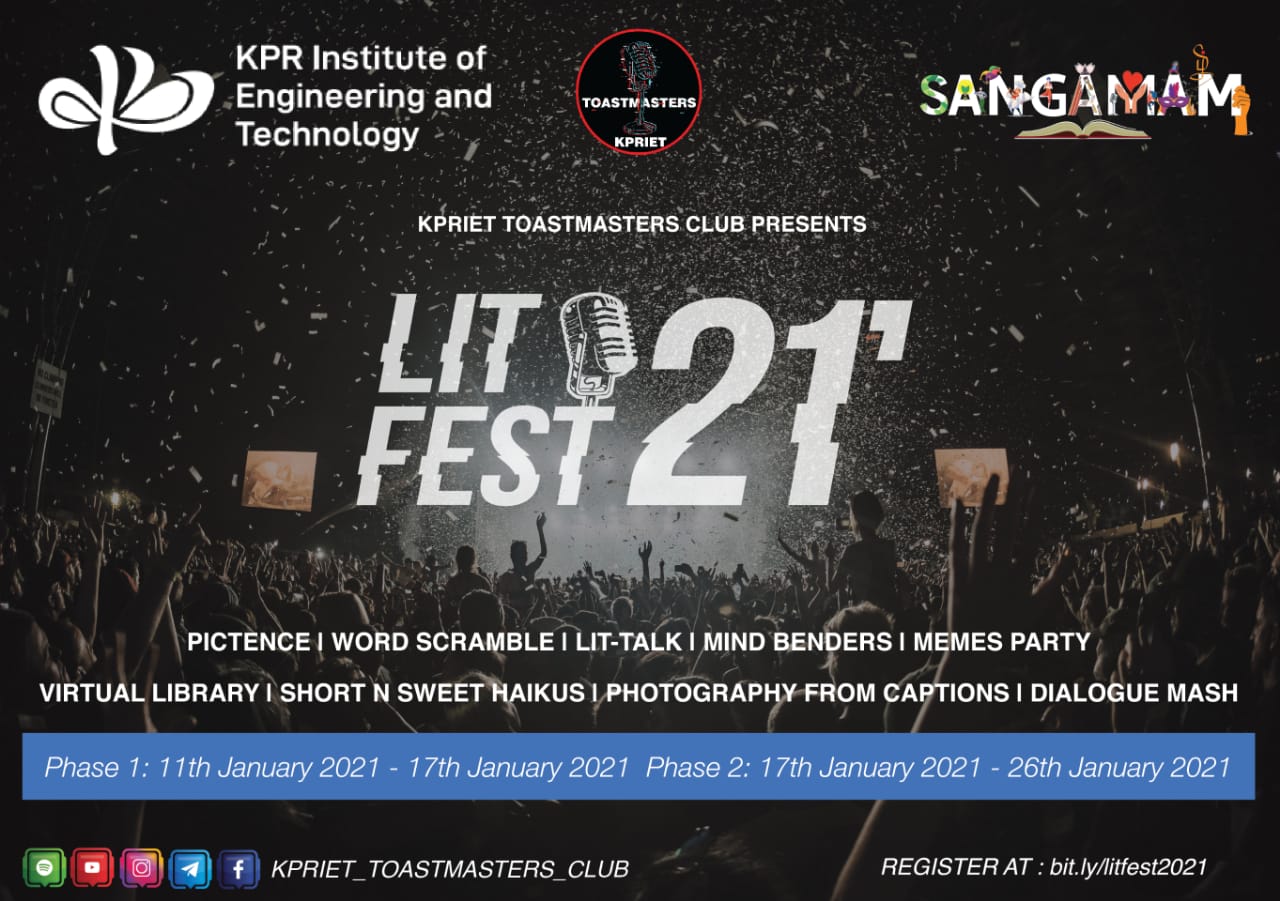 KPR Institute of
Engineering and
Technology
TOASTMASTERS
KPRIET
SANGAMAM
KPRIET TOASTMASTERS CLUB PRESENTS
LIT
FEST
21'
PICTENCE | WORD SCRAMBLE | LIT-TALK | MIND BENDERS | MEMES PARTY
VIRTUAL LIBRARY | SHORT N SWEET HAIKUS | PHOTOGRAPHY FROM CAPTIONS | DIALOGUE MASH
Phase 1: 11th January 2021 - 17th January 2021 Phase 2: 17th January 2021 - 26th January 2021
KPRIET_TOASTMASTERS_CLUB
REGISTER AT : bit.ly/litfest2021